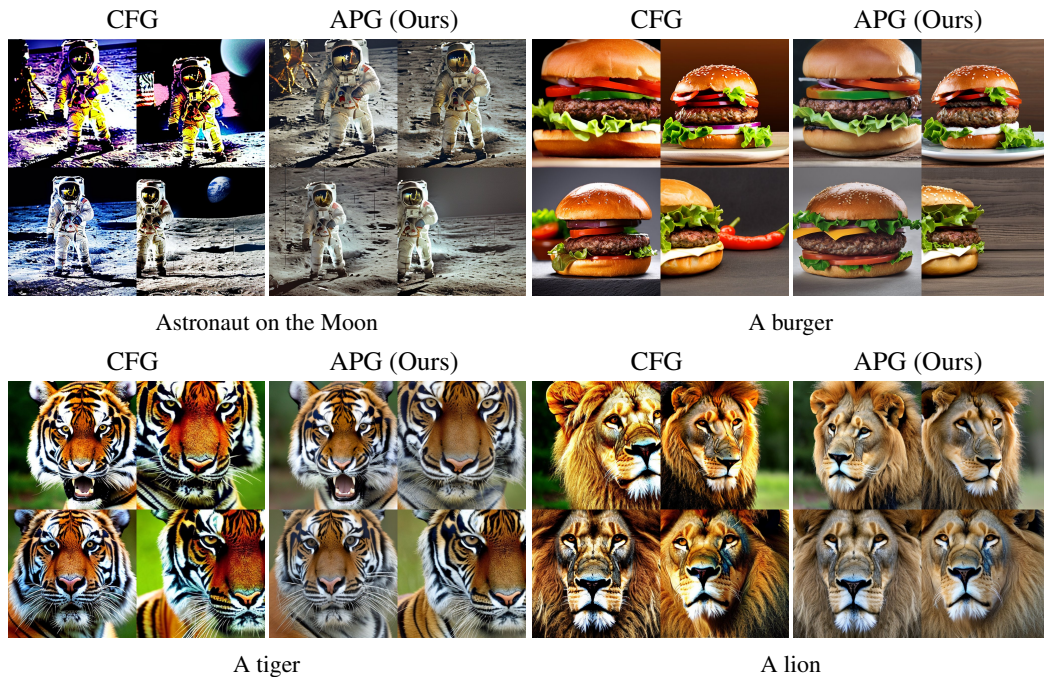 CFG APG (Ours) CFG APG (Ours)
Astronaut on the Moon A burger
CFG APG (Ours) CFG APG (Ours)
A tiger A lion